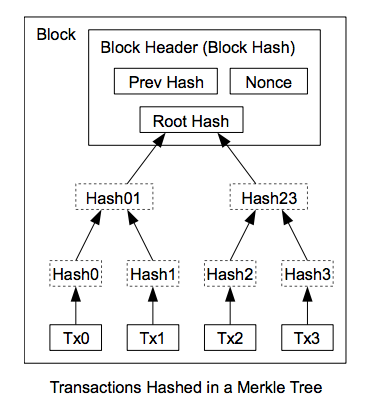 Block
Block Header (Block Hash)
Prev Hash
Nonce
Root Hash
Hash01
Hash23
Hash0
Hash1
Hash2
Hash3
Tx0
Tx1
Tx2
Tx3
Transactions Hashed in a Merkle Tree